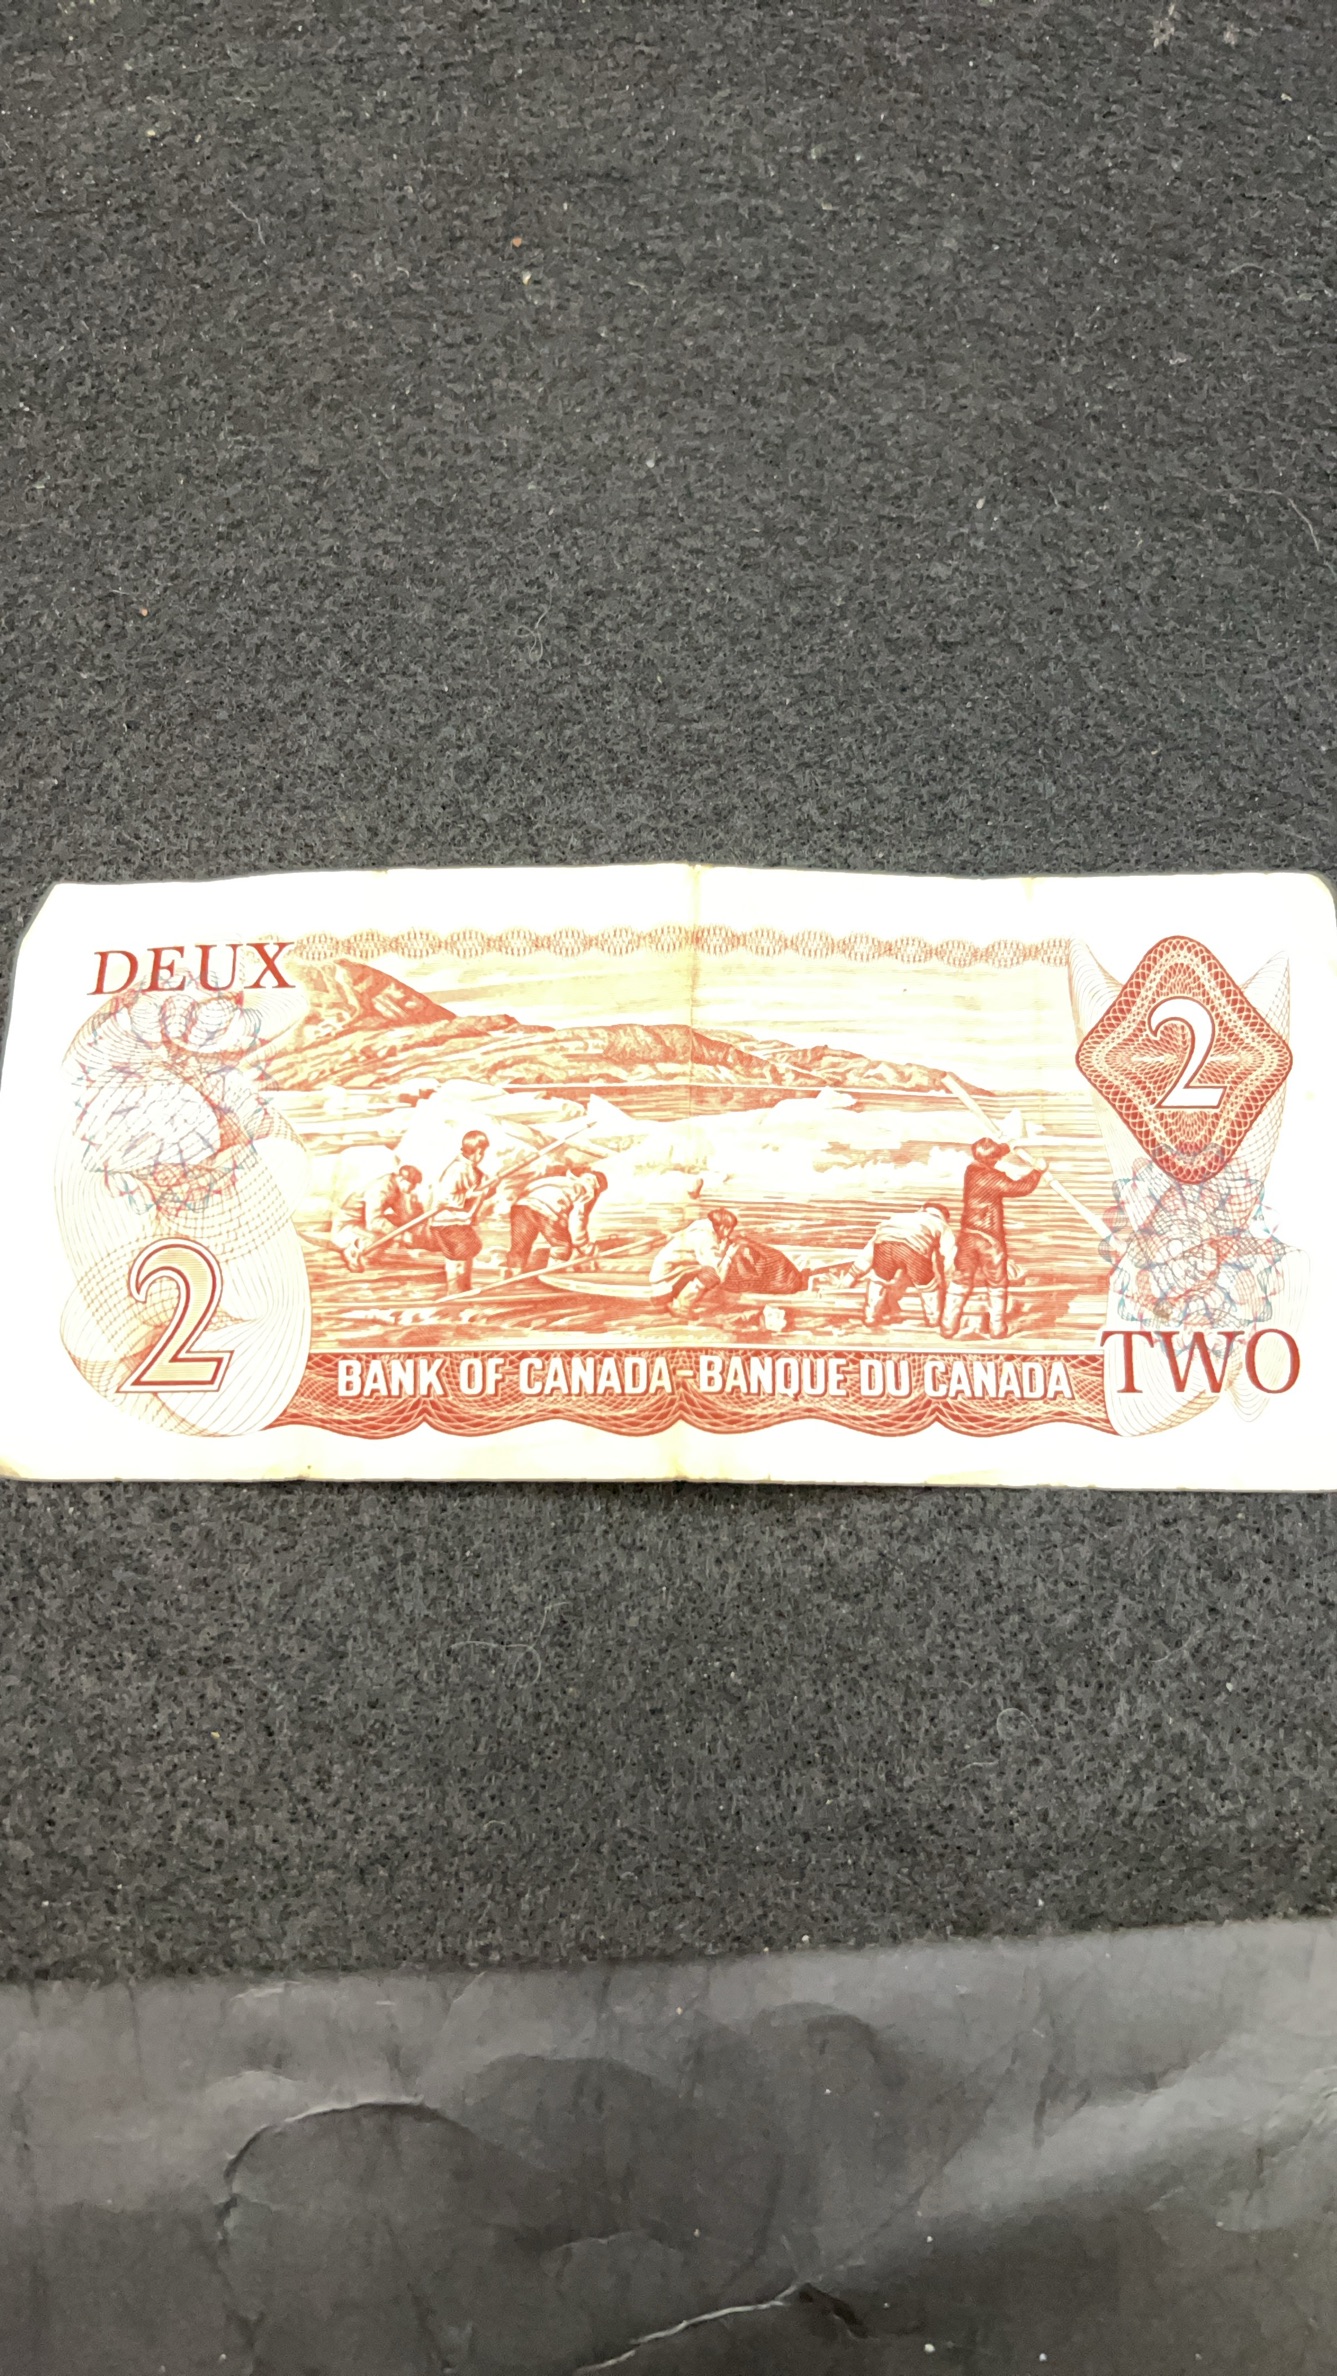 DEUX
2
2
BANK OF CANADA-BANQUE DU CANADA
TWO